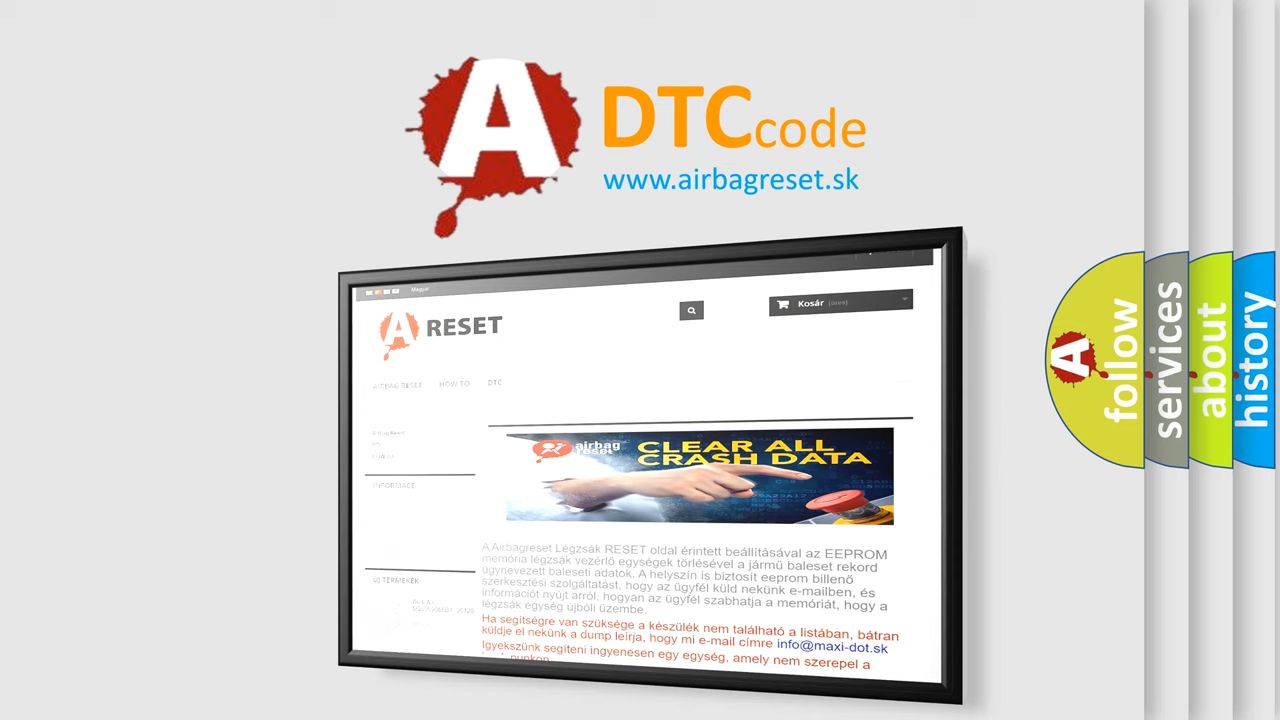 A
DTC code
www.airbagreset.sk
Magyar
A RESET
Kosár (üres)
AIRBAG RESET HOW TO DTC
INFORMACE
ÚJ TERMÉKEK
airbag
reset
CLEAR ALL
CRASH DATA
A Airbagreset Légzsák RESET oldal érintett beállításával az EEPROM
memória légzsák vezérlő egységek törlésével a jármű baleset rekord
úgynevezett baleseti adatok. A helyszín is biztosít eeprom billenő
szerkesztési szolgáltatást, hogy az ügyfél küld nekünk e-mailben, és
információt nyújt arról, hogyan az ügyfél szabhatja a memóriát, hogy a
légzsák egység újbóli üzembe.
Ha segítségre van szüksége a készülék nem található a listában, bátran
küldje el nekünk a dump leírja, hogy mi e-mail címre info@maxi-dot.sk
Igyekszünk segíteni ingyenesen egy egység, amely nem szerepel a
A
follow
services
about
history